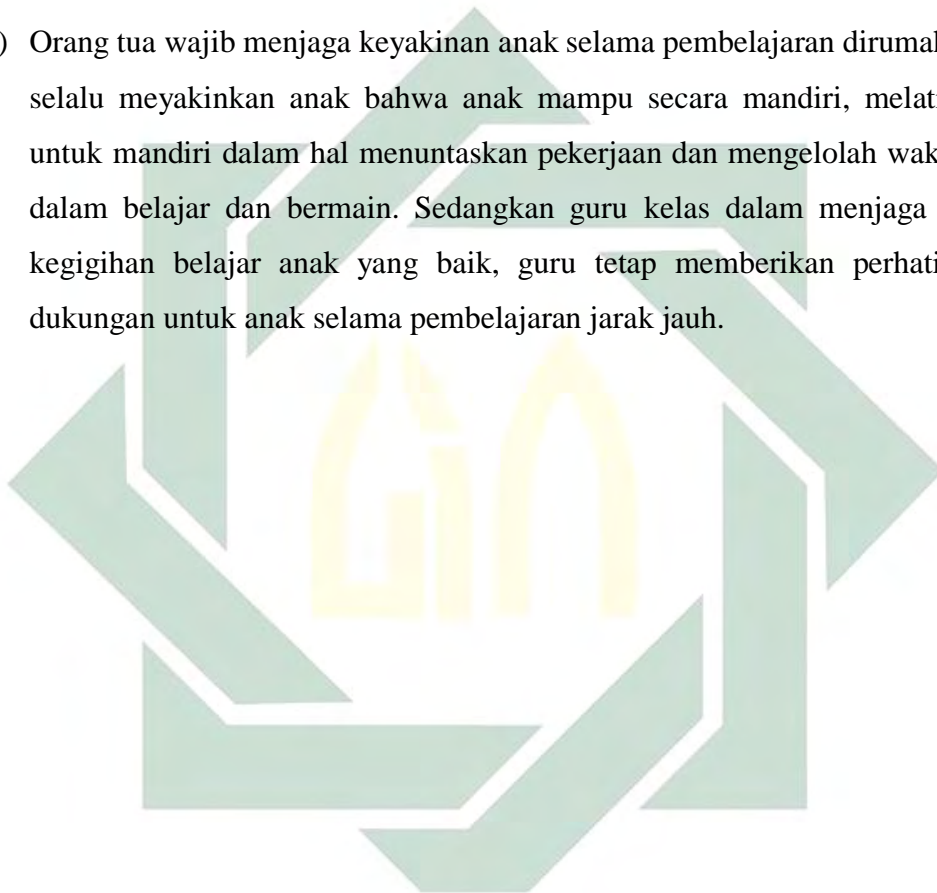 ) Orang tua wajib menjaga keyakinan anak selama pembelajaran dirumah
selalu meyakinkan anak bahwa anak mampu secara mandiri, melati
untuk mandiri dalam hal menuntaskan pekerjaan dan mengelolah wak
dalam belajar dan bermain. Sedangkan guru kelas dalam menjaga
kegigihan belajar anak yang baik, guru tetap memberikan perhati
dukungan untuk anak selama pembelajaran jarak jauh.